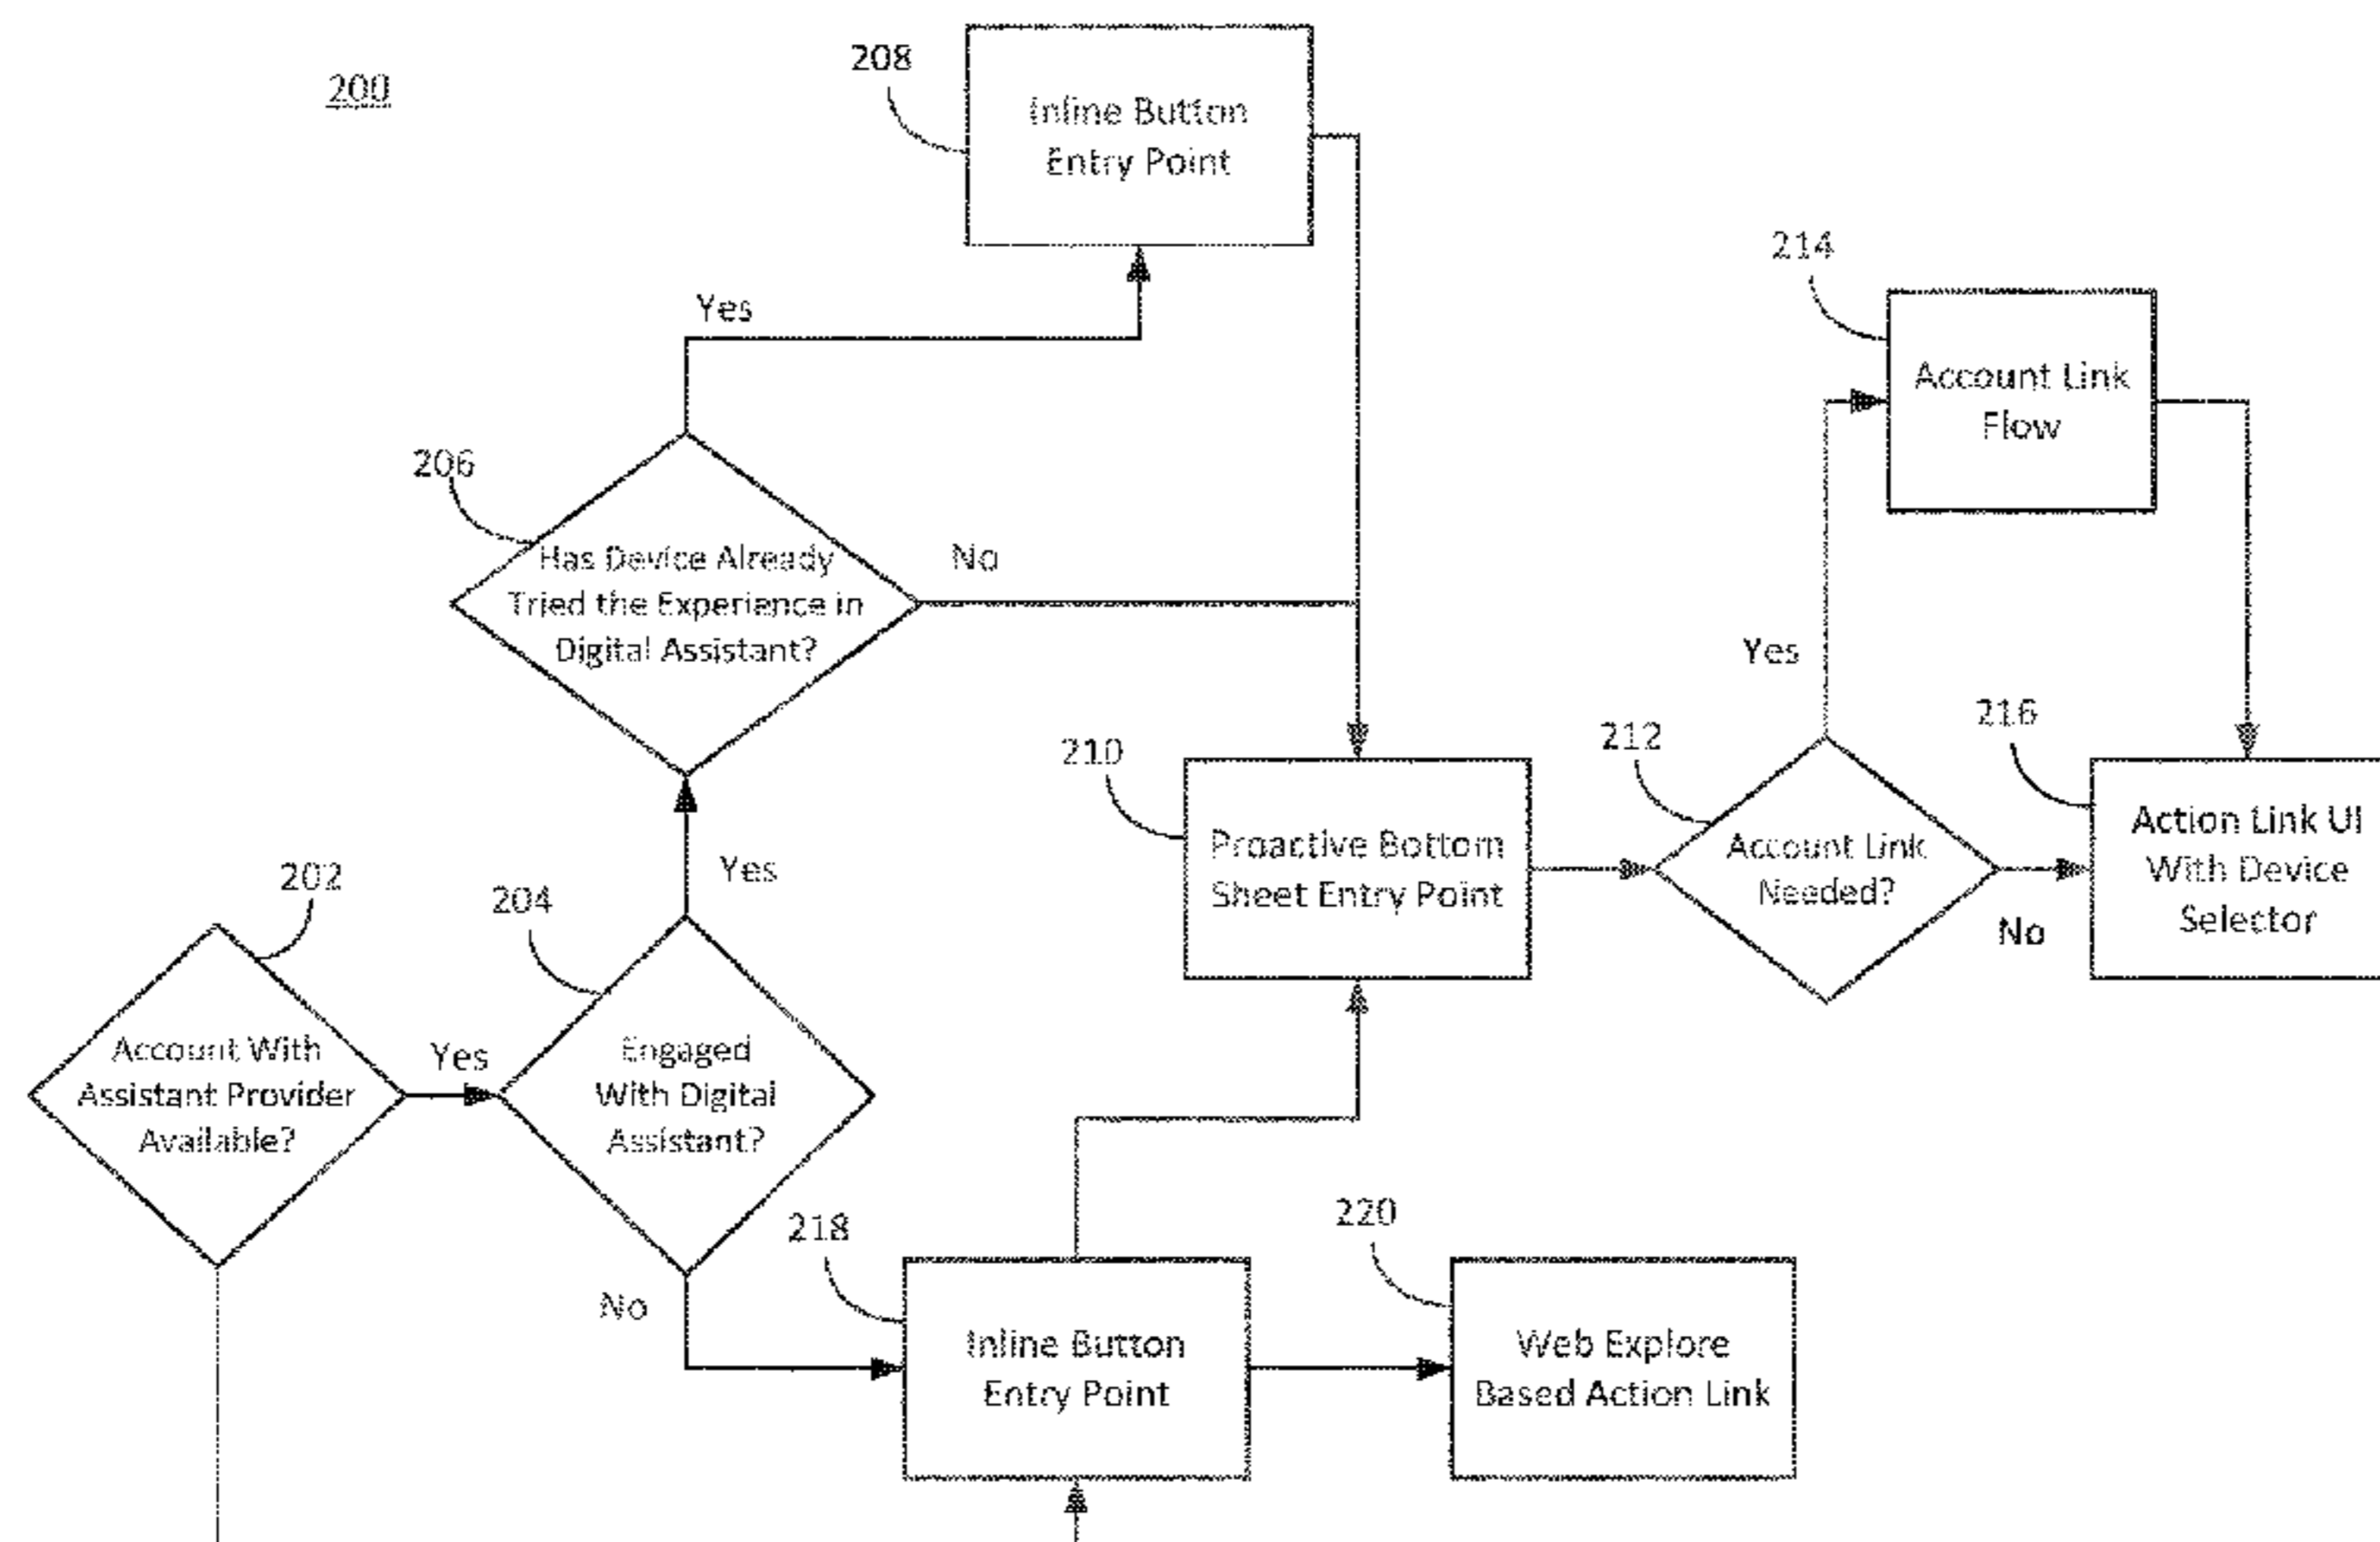 200
208
Inline Button
Entry Point
214
Yes
Account Link
Flow
206
Has Device Already
Tried the Experience in
Digital Assistant?
No
Yes
216
210
212
Proactive Bottom
Sheet Entry Point
Account Link
Needed?
Action Link UI
With Device
Selector
No
Yes
202
204
Account With
Assistant Provider
Available?
Yes
Engaged
With Digital
Assistant?
218
220
No
Inline Button
Entry Point
Web Explore
Based Action Link